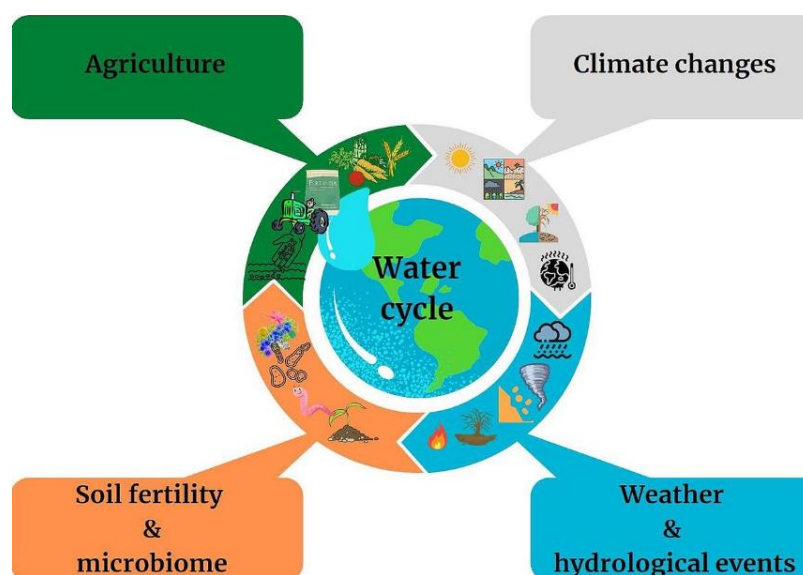 Agriculture
Climate changes
Water
cycle
Soil fertility
&
microbiome
Weather
&
hydrological events